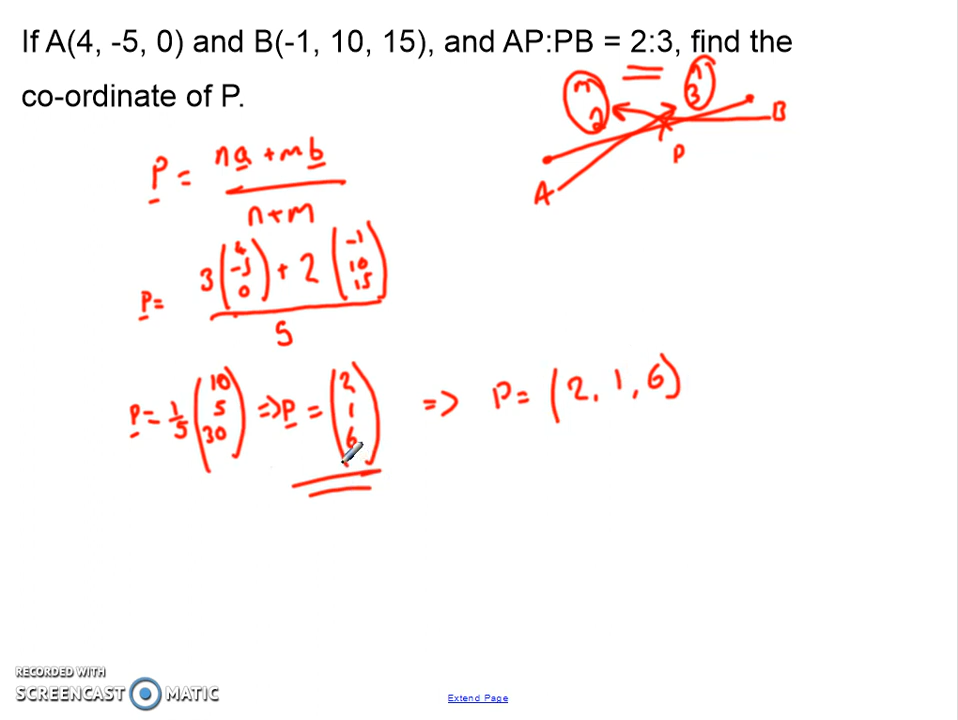 If A(4, -5, 0) and B(-1, 10, 15), and AP:PB = 2:3, find the
co-ordinate of P.
m n
2 3
A P B
P = na + mb
n+m
P = 3(4 -5 0) + 2(-1 10 15)
5
P = 1/5(10 5 30) => P = (2 1 6) => P = (2, 1, 6)
RECORDED WITH
SCREENCAST MATIC
Extend Page